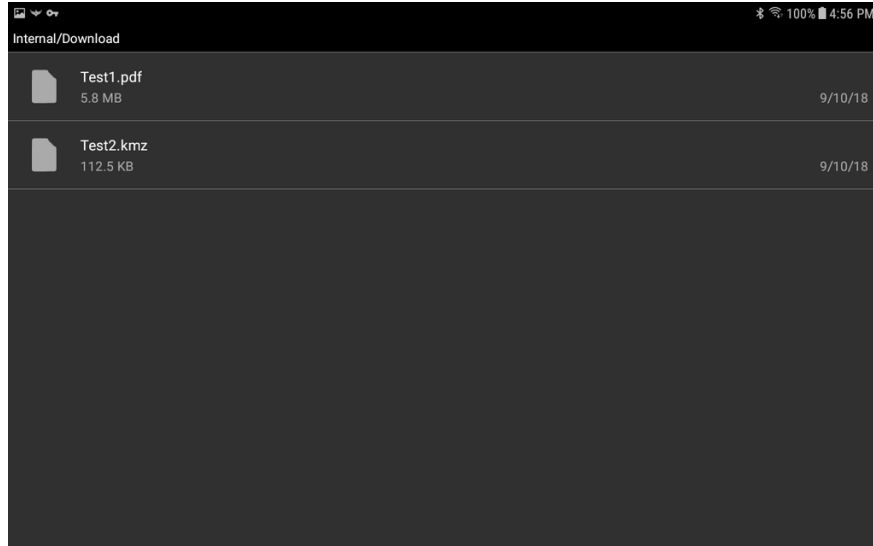 100% 4:56 PM
Internal/Download
Test1.pdf
5.8 MB
9/10/18
Test2.kmz
112.5 KB
9/10/18